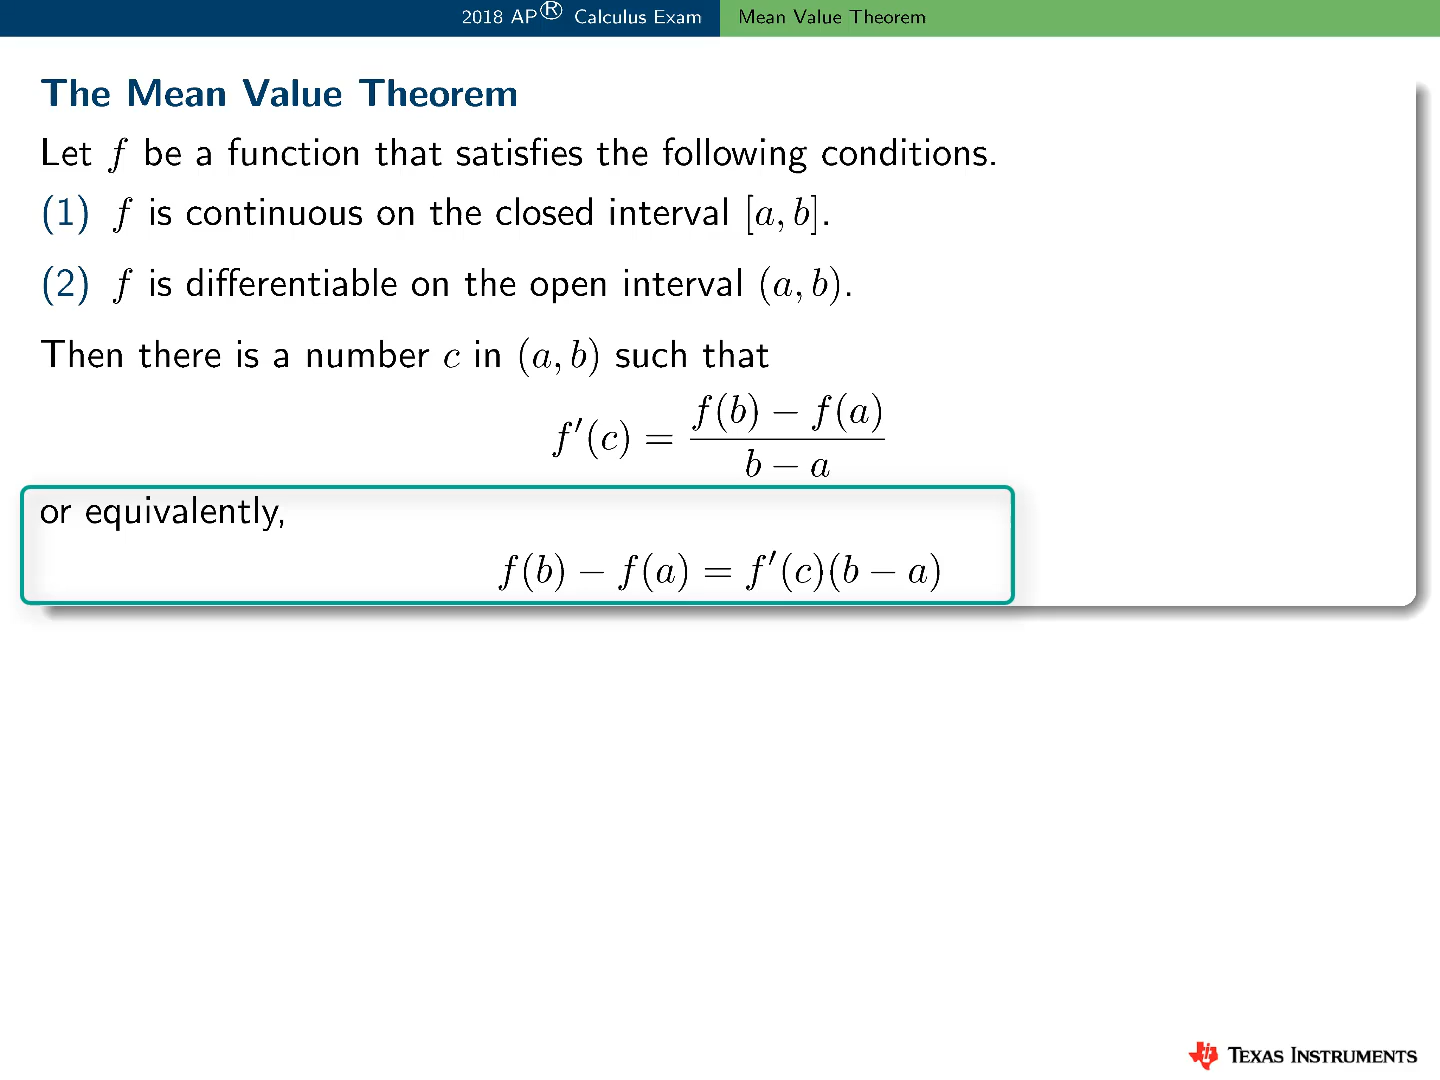 2018 AP® Calculus Exam Mean Value Theorem
The Mean Value Theorem
Let f be a function that satisfies the following conditions.
(1) f is continuous on the closed interval [a, b].
(2) f is differentiable on the open interval (a, b).
Then there is a number c in (a, b) such that
f′(c) = \frac{f(b) − f(a)}{b − a}
or equivalently,
f(b) − f(a) = f′(c)(b − a)
TEXAS INSTRUMENTS